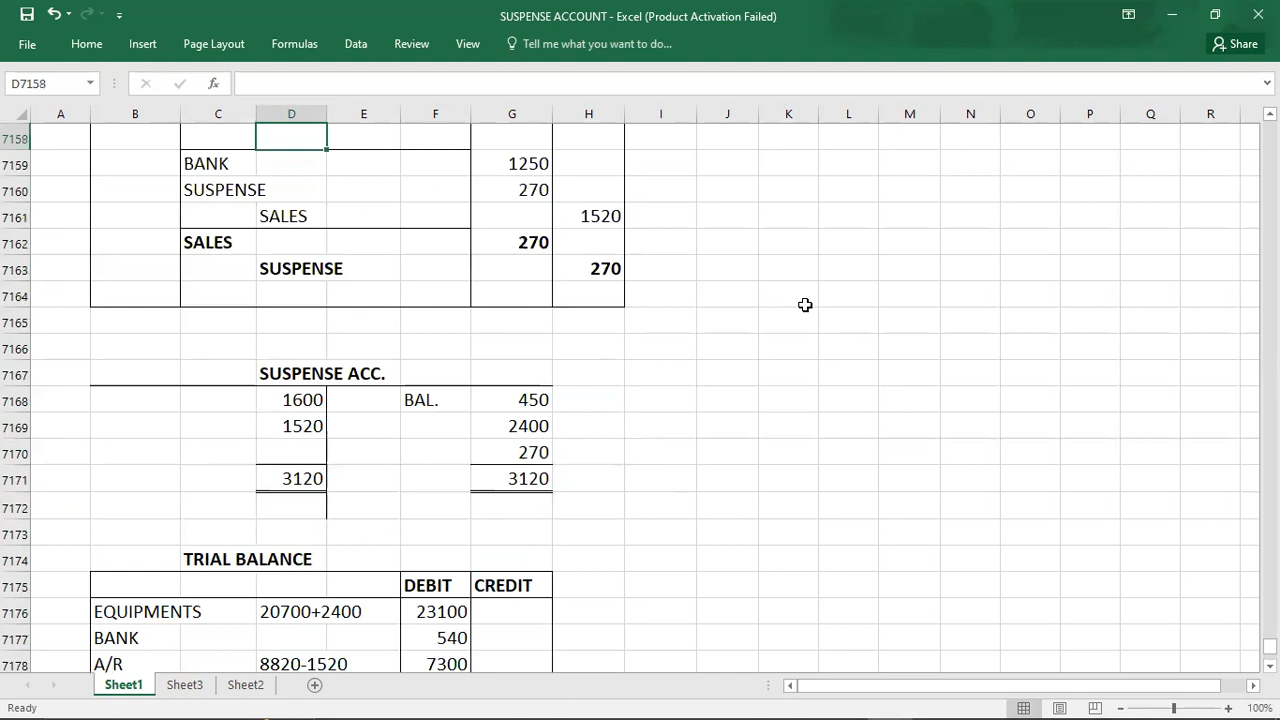 SUSPENSE ACCOUNT - Excel (Product Activation Failed)
File Home Insert Page Layout Formulas Data Review View Tell me what you want to do... Share
D7158
A B C D E F G H I J K L M N O P Q R
7158
7159 BANK 1250
7160 SUSPENSE 270
7161 SALES 1520
7162 SALES 270
7163 SUSPENSE 270
7164
7165
7166
7167 SUSPENSE ACC.
7168 1600 BAL. 450
7169 1520 2400
7170 270
7171 3120 3120
7172
7173
7174 TRIAL BALANCE
7175 DEBIT CREDIT
7176 EQUIPMENTS 20700+2400 23100
7177 BANK 540
7178 A/R 8820-1520 7300
Sheet1 Sheet3 Sheet2
Ready 100%